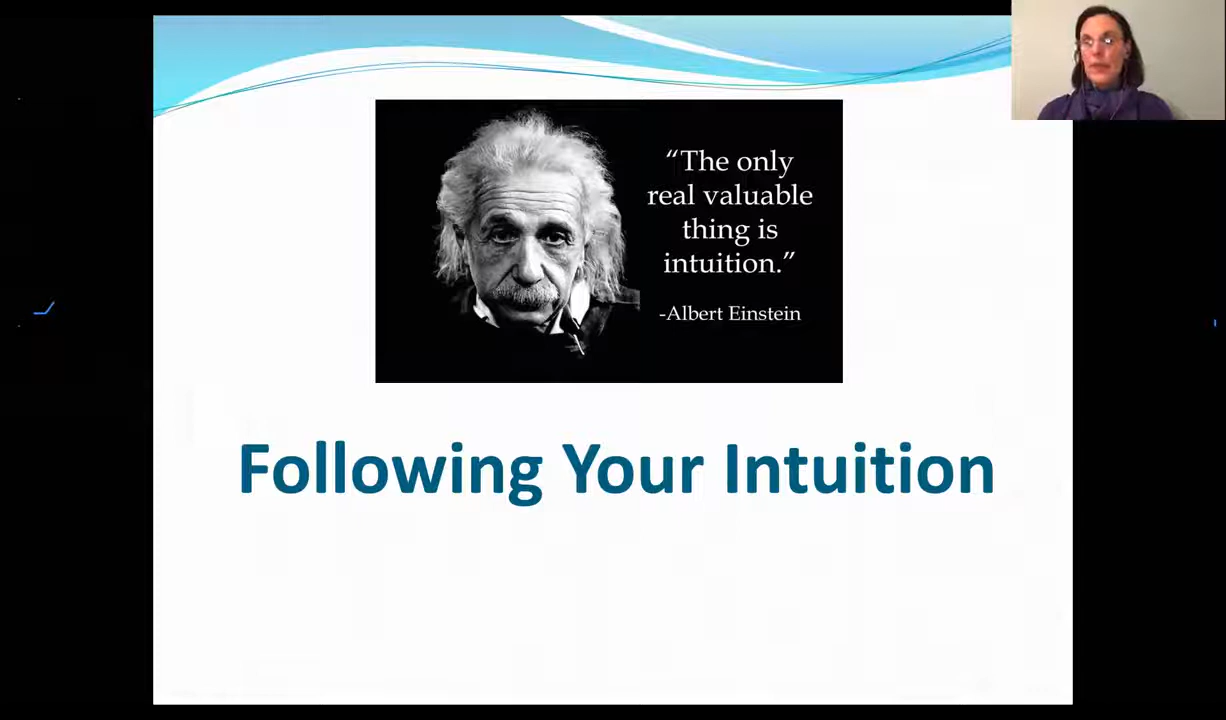 “The only
real valuable
thing is
intuition.”
-Albert Einstein
Following Your Intuition